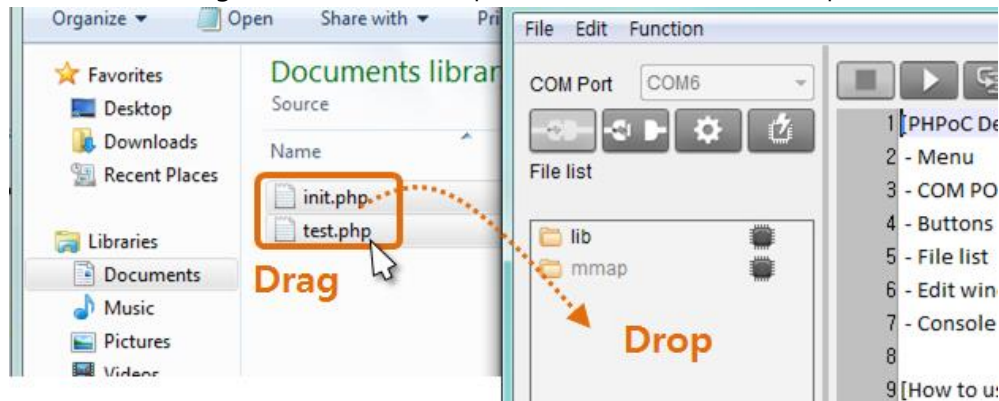 Organize Open Share with Pri
Favorites
Desktop
Downloads
Recent Places
Libraries
Documents
Music
Pictures
Videos
Documents librar
Source
Name
init.php
test.php
Drag
File Edit Function
COM Port COM6
File list
lib
mmap
Drop
1 [PHPoC De
2 - Menu
3 - COM PO
4 - Buttons
5 - File list
6 - Edit win
7 - Console
8
9 [How to us